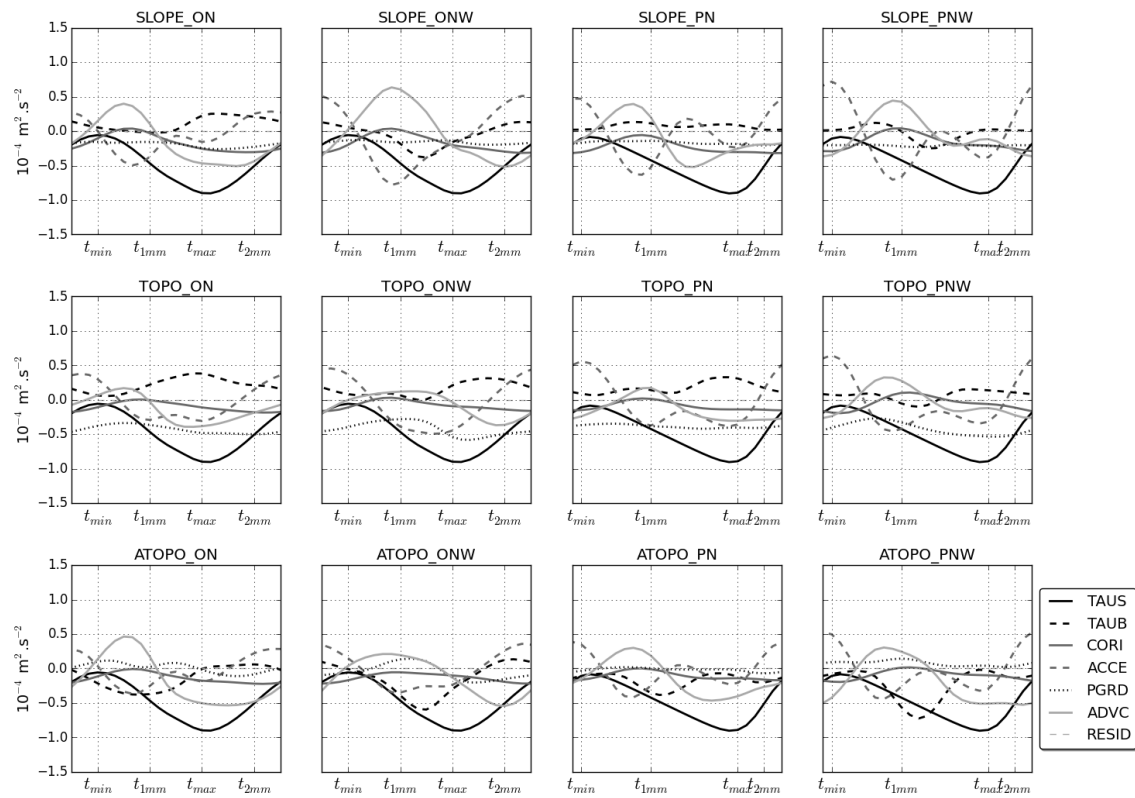 SLOPE_ON SLOPE_ONW SLOPE_PN SLOPE_PNW
1.5
1.0
0.5
0.0
−0.5
−1.0
−1.5
10⁻⁴ m².s⁻²
t_min t_1mm t_max t_2mm t_min t_1mm t_max t_2mm t_min t_1mm t_max t_2mm t_min t_1mm t_max t_2mm
TOPO_ON TOPO_ONW TOPO_PN TOPO_PNW
1.5
1.0
0.5
0.0
−0.5
−1.0
−1.5
10⁻⁴ m².s⁻²
t_min t_1mm t_max t_2mm t_min t_1mm t_max t_2mm t_min t_1mm t_max t_2mm t_min t_1mm t_max t_2mm
ATOPO_ON ATOPO_ONW ATOPO_PN ATOPO_PNW
1.5
1.0
0.5
0.0
−0.5
−1.0
−1.5
10⁻⁴ m².s⁻²
t_min t_1mm t_max t_2mm t_min t_1mm t_max t_2mm t_min t_1mm t_max t_2mm t_min t_1mm t_max t_2mm
TAUS
TAUB
CORI
ACCE
PGRD
ADVC
RESID